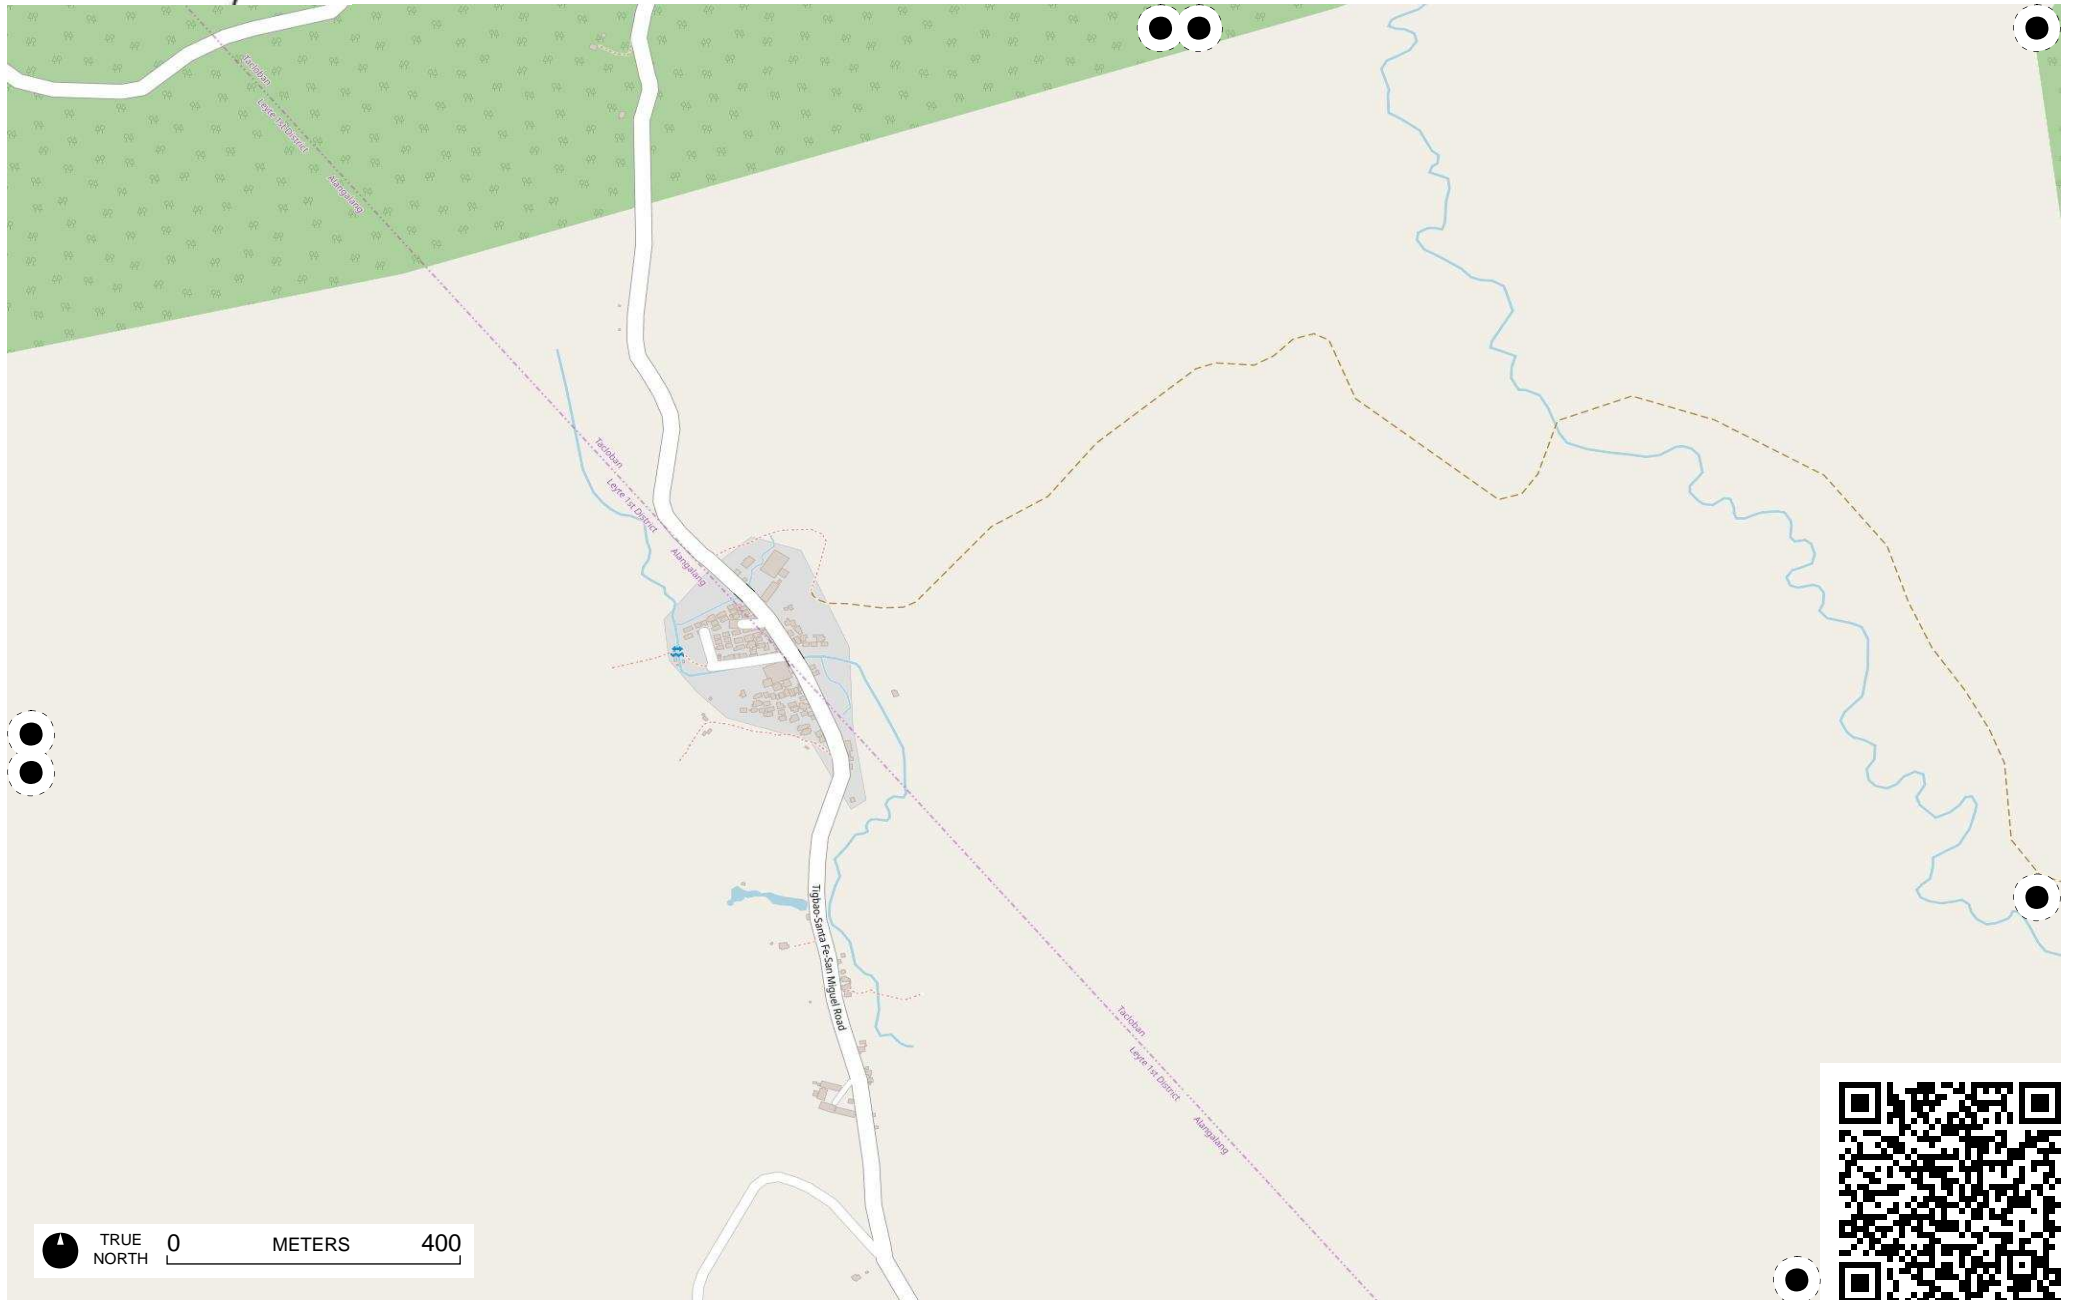 Tacloban
Leyte 1st District
Alangalang
Tacloban
Leyte 1st District
Alangalang
Tigbao-Santa Fe-San Miguel Road
Tacloban
Leyte 1st District
Alangalang
TRUE NORTH
0 METERS 400